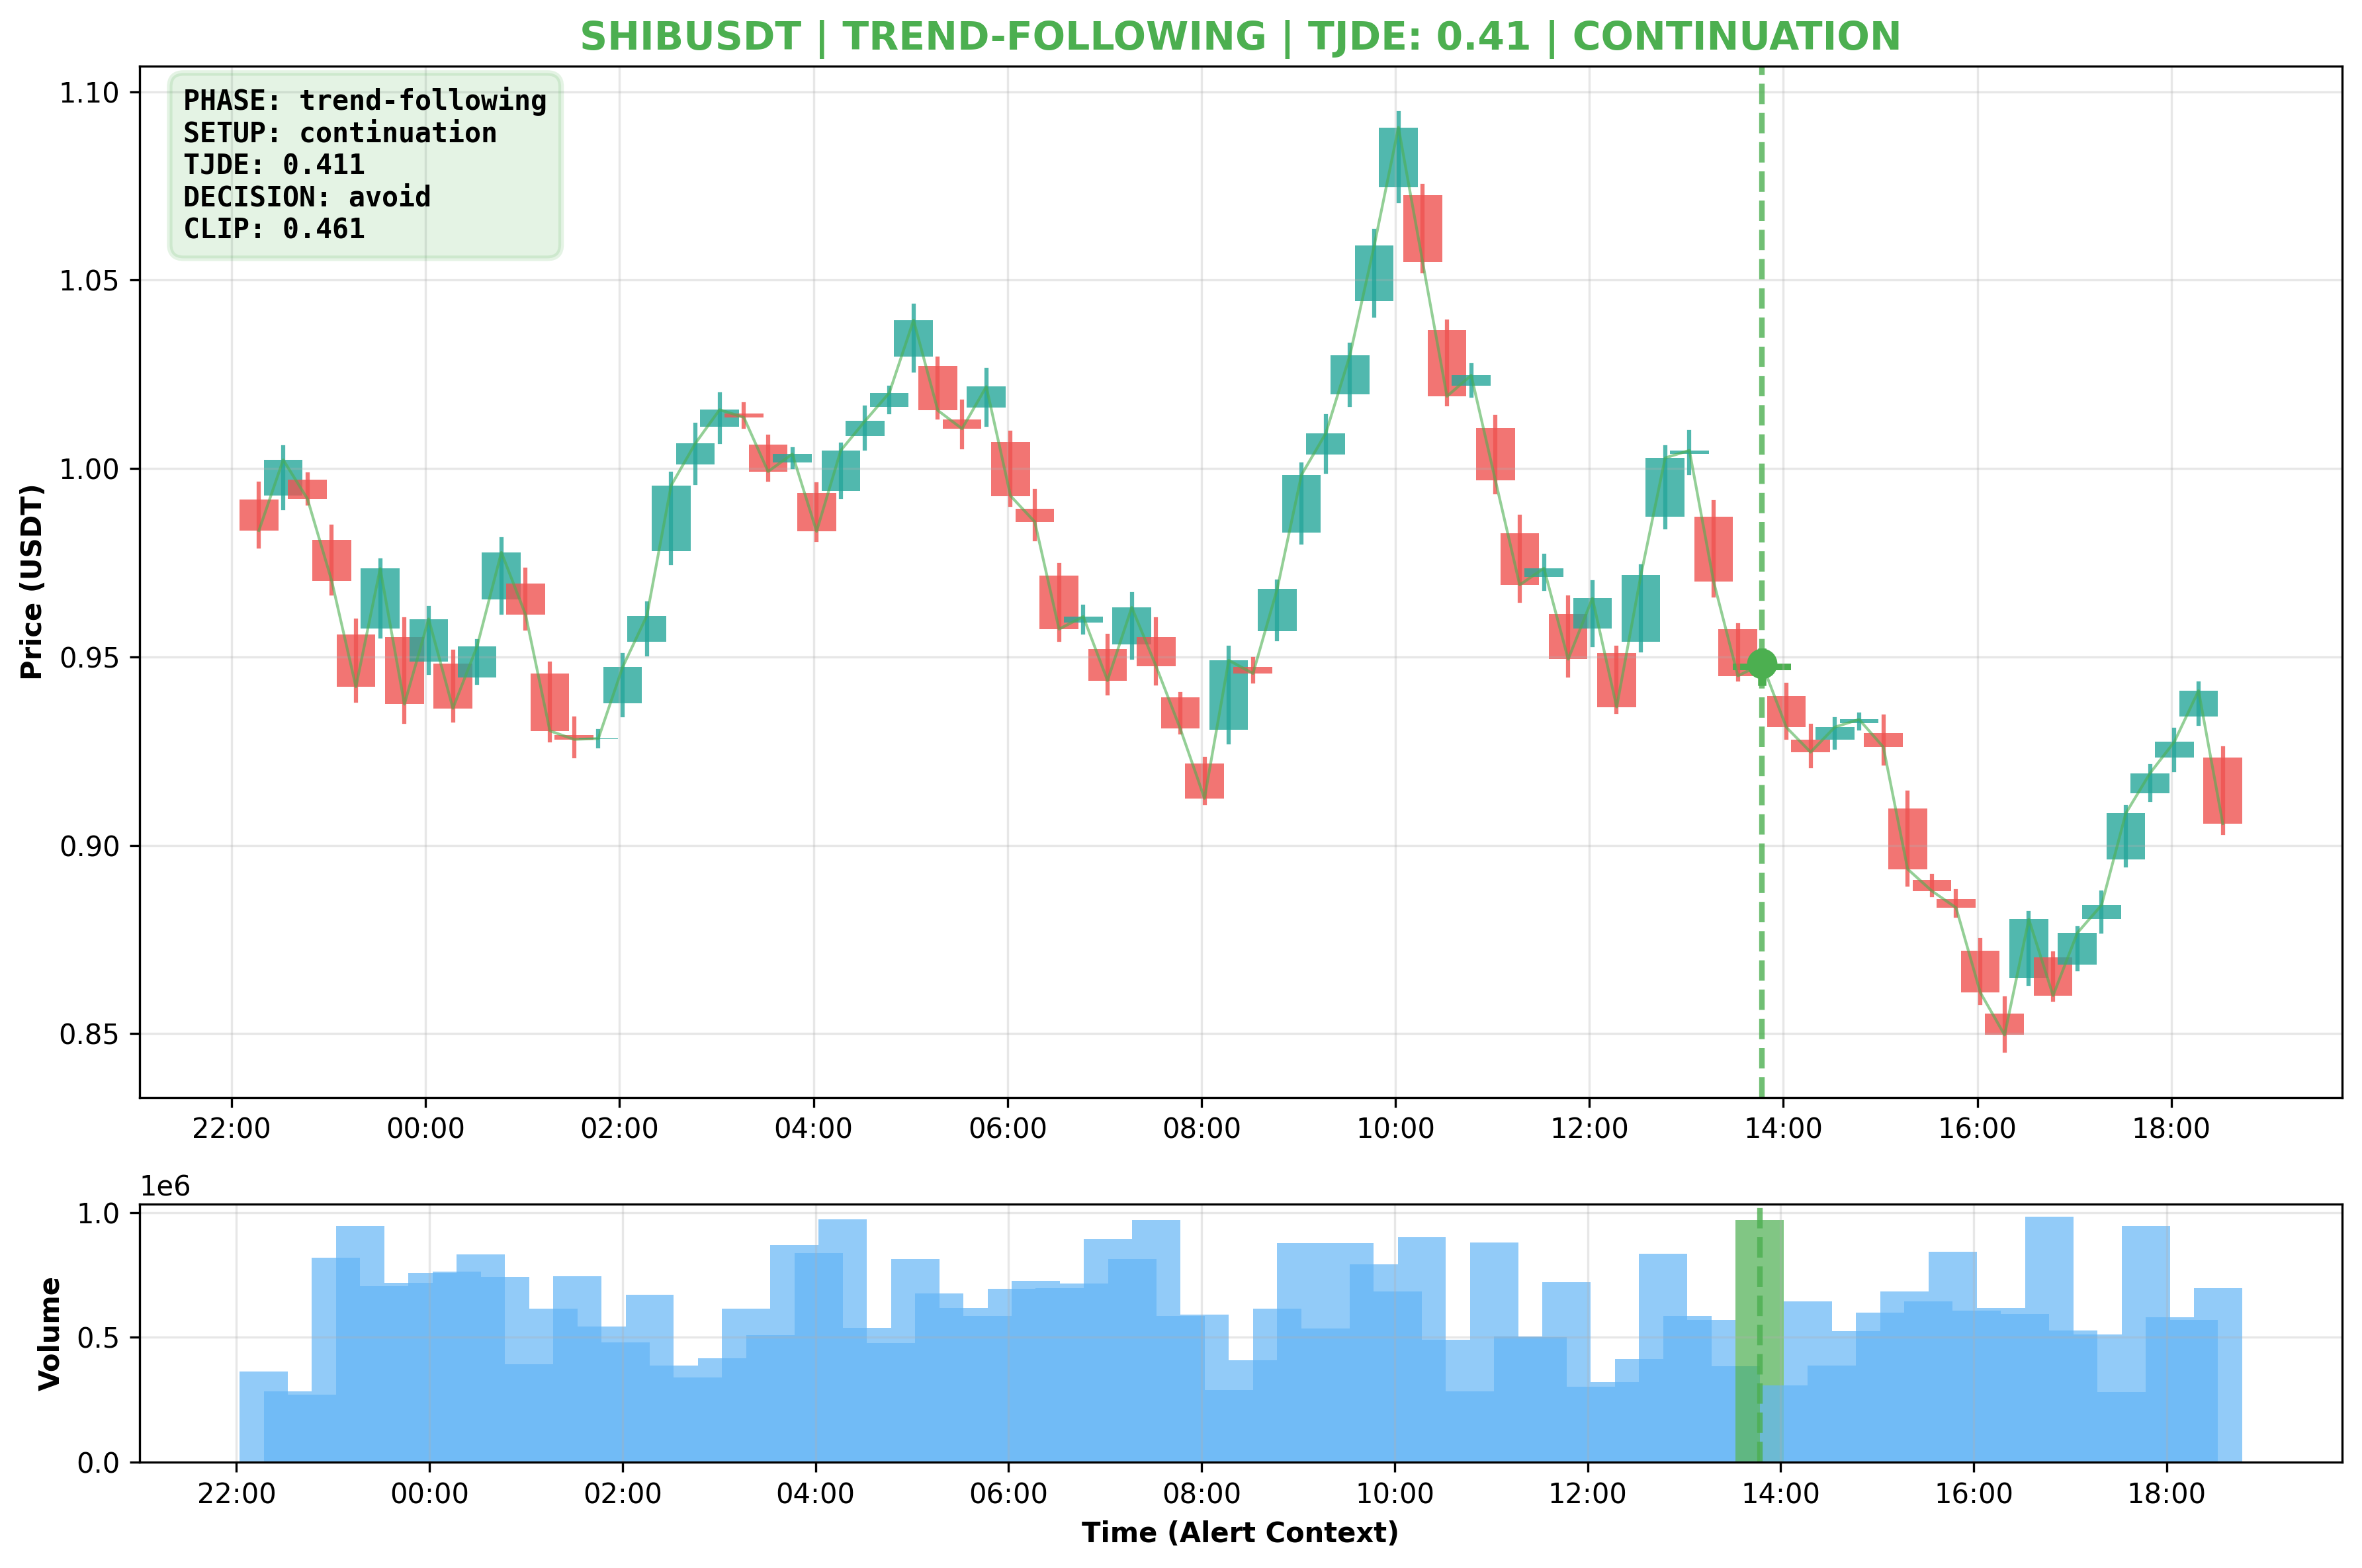 SHIBUSDT | TREND-FOLLOWING | TJDE: 0.41 | CONTINUATION
PHASE: trend-following
SETUP: continuation
TJDE: 0.411
DECISION: avoid
CLIP: 0.461
Price (USDT)
1.10
1.05
1.00
0.95
0.90
0.85
22:00 00:00 02:00 04:00 06:00 08:00 10:00 12:00 14:00 16:00 18:00
1e6
Volume
1.0
0.5
0.0
22:00 00:00 02:00 04:00 06:00 08:00 10:00 12:00 14:00 16:00 18:00
Time (Alert Context)